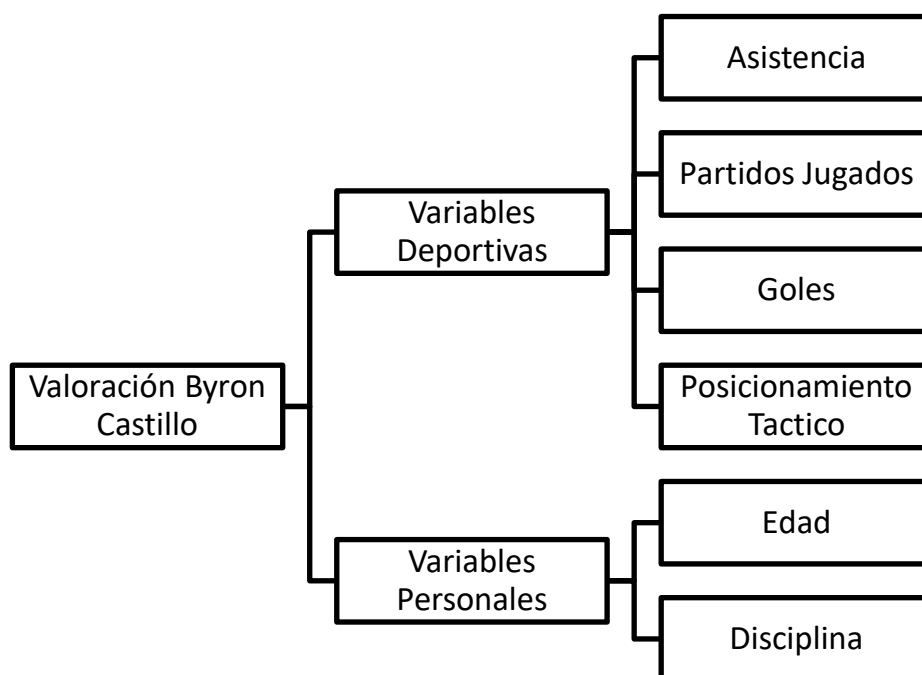 Asistencia
Partidos Jugados
Variables
Deportivas
Goles
Valoración Byron
Castillo
Posicionamiento
Tactico
Edad
Variables
Personales
Disciplina